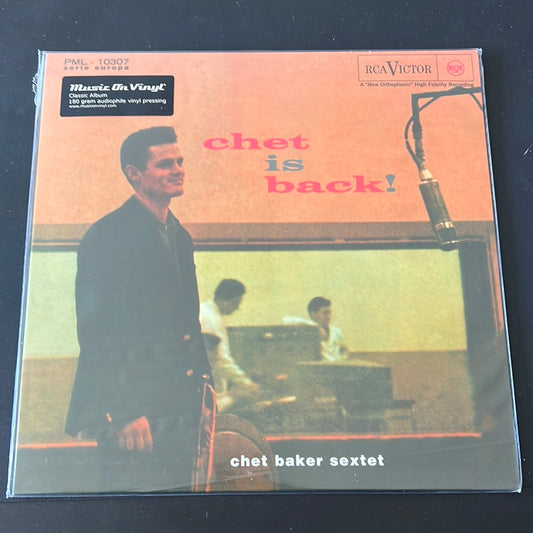 PML - 10307
serie europa
Music On Vinyl
Classic Album
180 gram audiophile vinyl pressing
www.musiconvinyl.com
RCA VICTOR
RCA
A "New Orthophonic" High Fidelity Recording
chet
is
back!
chet baker sextet